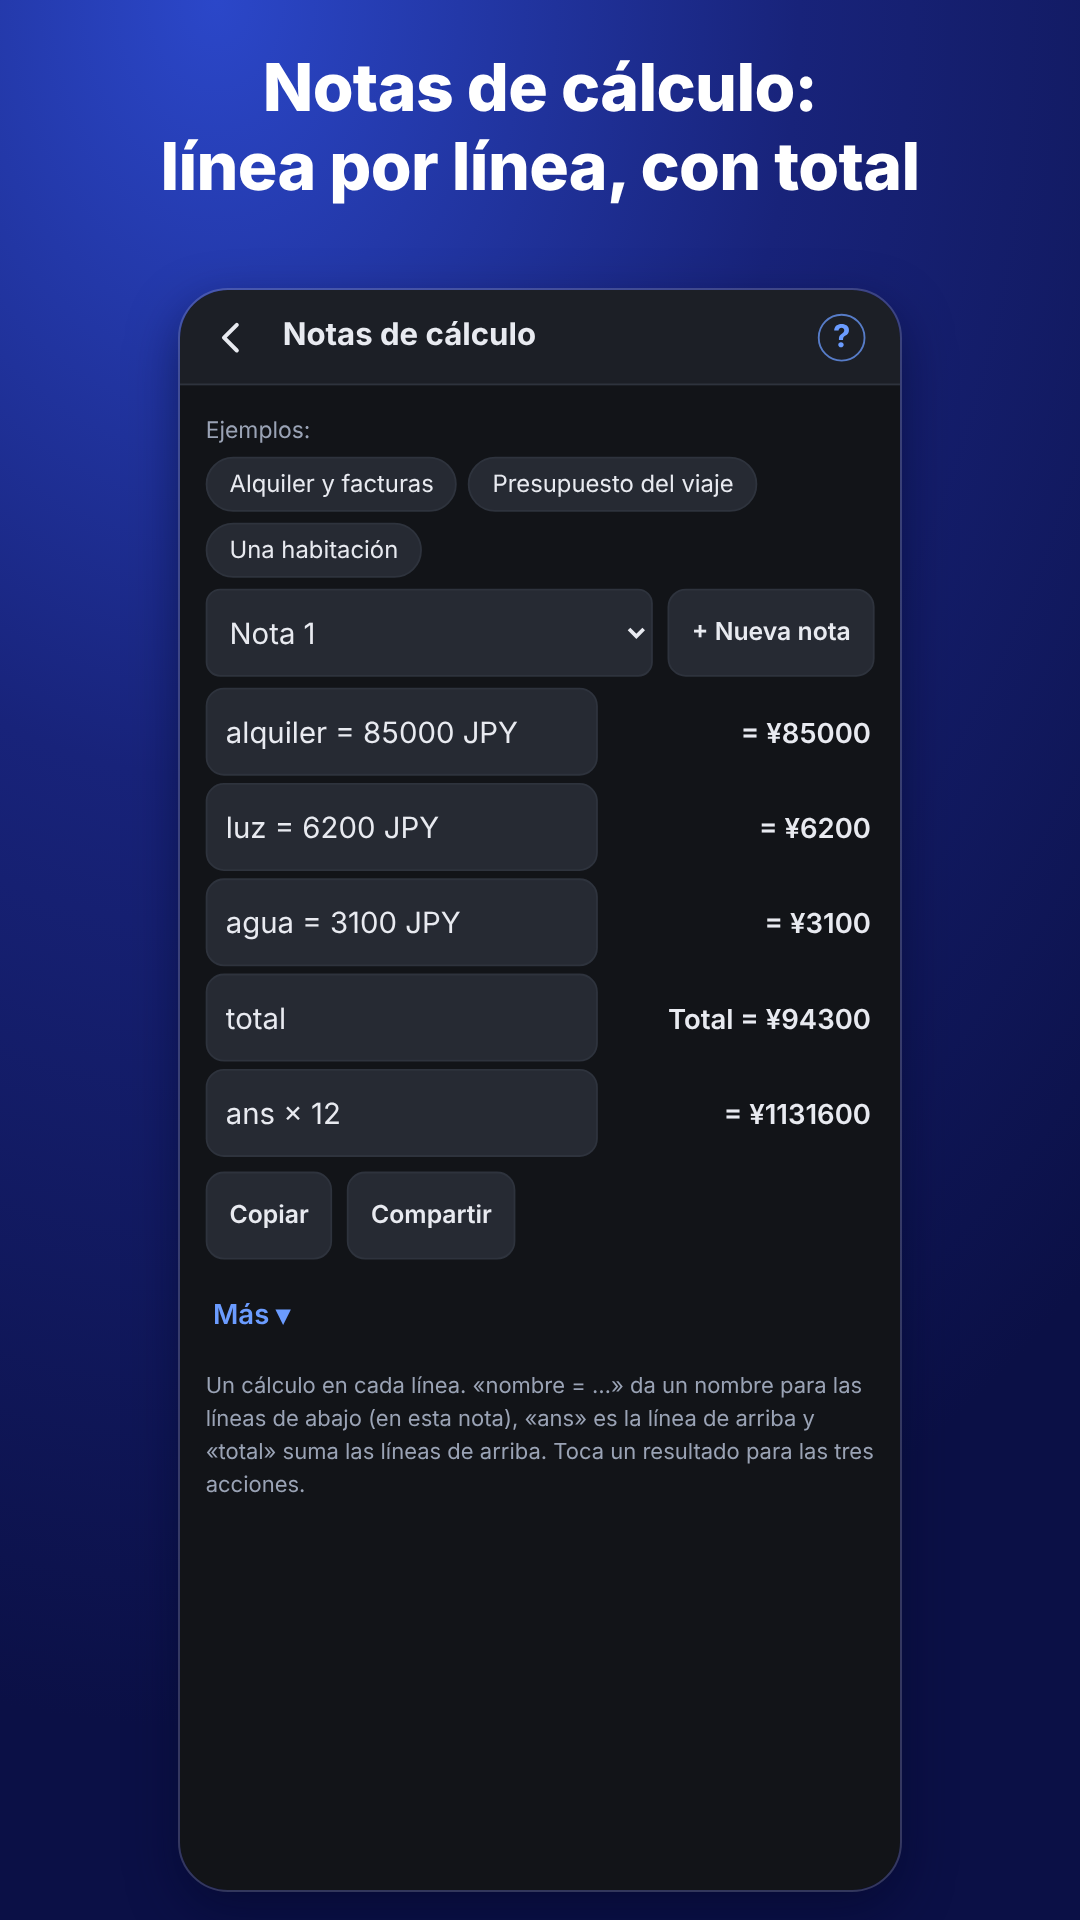 Notas de cálculo:
línea por línea, con total
Notas de cálculo
?
Ejemplos:
Alquiler y facturas
Presupuesto del viaje
Una habitación
Nota 1
+ Nueva nota
alquiler = 85000 JPY
= ¥85000
luz = 6200 JPY
= ¥6200
agua = 3100 JPY
= ¥3100
total
Total = ¥94300
ans × 12
= ¥1131600
Copiar
Compartir
Más ▾
Un cálculo en cada línea. «nombre = ...» da un nombre para las
líneas de abajo (en esta nota), «ans» es la línea de arriba y
«total» suma las líneas de arriba. Toca un resultado para las tres
acciones.